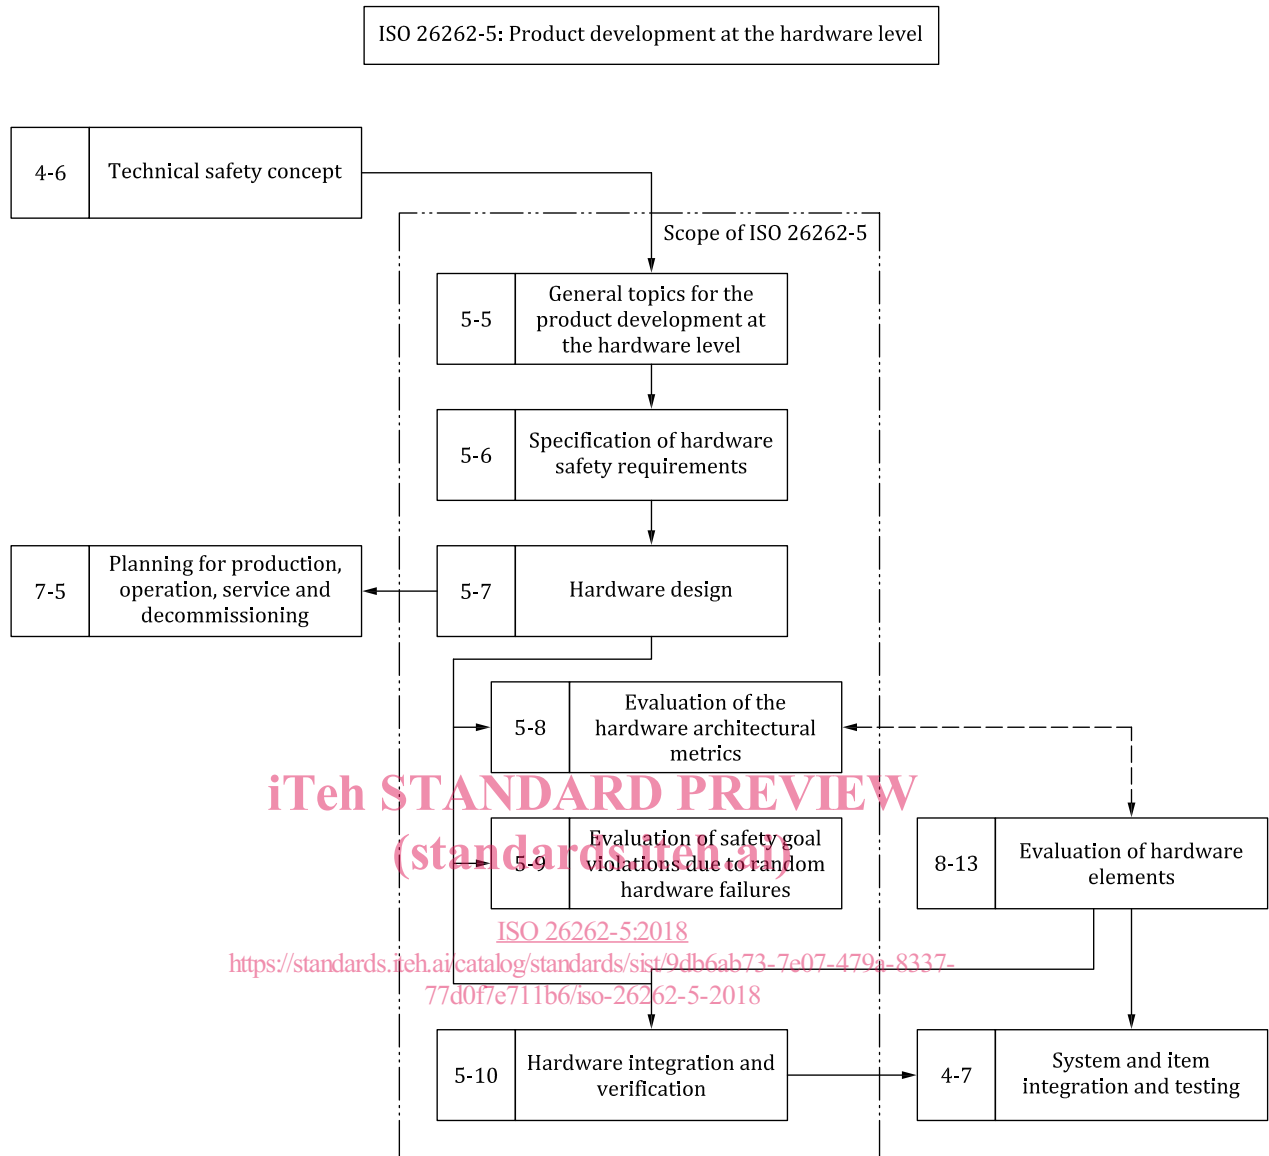 ISO 26262-5: Product development at the hardware level
4-6
Technical safety concept
Scope of ISO 26262-5
5-5
General topics for the
product development at
the hardware level
5-6
Specification of hardware
safety requirements
7-5
Planning for production,
operation, service and
decommissioning
5-7
Hardware design
5-8
Evaluation of the
hardware architectural
metrics
iTeh STANDARD PREVIEW
(standards.iteh.ai)
5-9
Evaluation of safety goal
violations due to random
hardware failures
8-13
Evaluation of hardware
elements
ISO 26262-5:2018
https://standards.iteh.ai/catalog/standards/sist/9db6ab73-7e07-479a-8337-
77d0f7e711b6/iso-26262-5-2018
5-10
Hardware integration and
verification
4-7
System and item
integration and testing